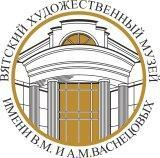 ВЯТСКИЙ ХУДОЖЕСТВЕННЫЙ МУЗЕЙ
ИМЕНИ В.М. И А.М.ВАСНЕЦОВЫХ